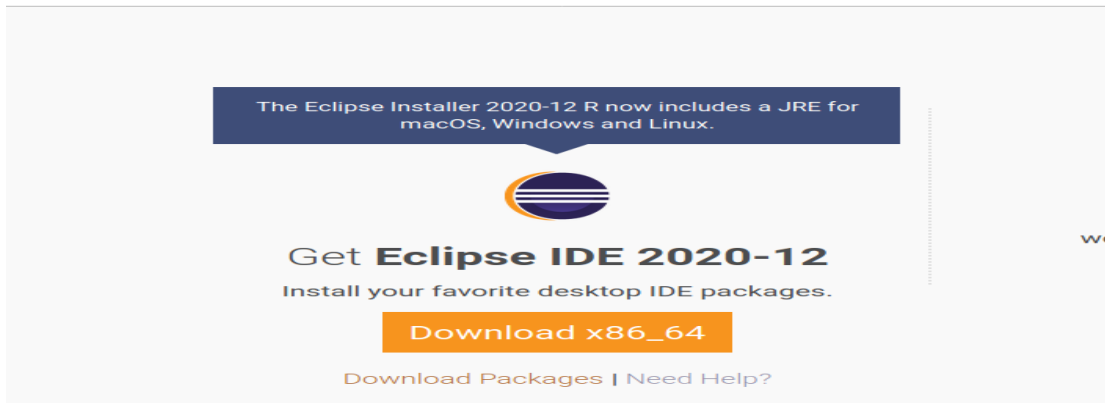 The Eclipse Installer 2020-12 R now includes a JRE for
macOS, Windows and Linux.
Get Eclipse IDE 2020-12
Install your favorite desktop IDE packages.
Download x86_64
Download Packages | Need Help?